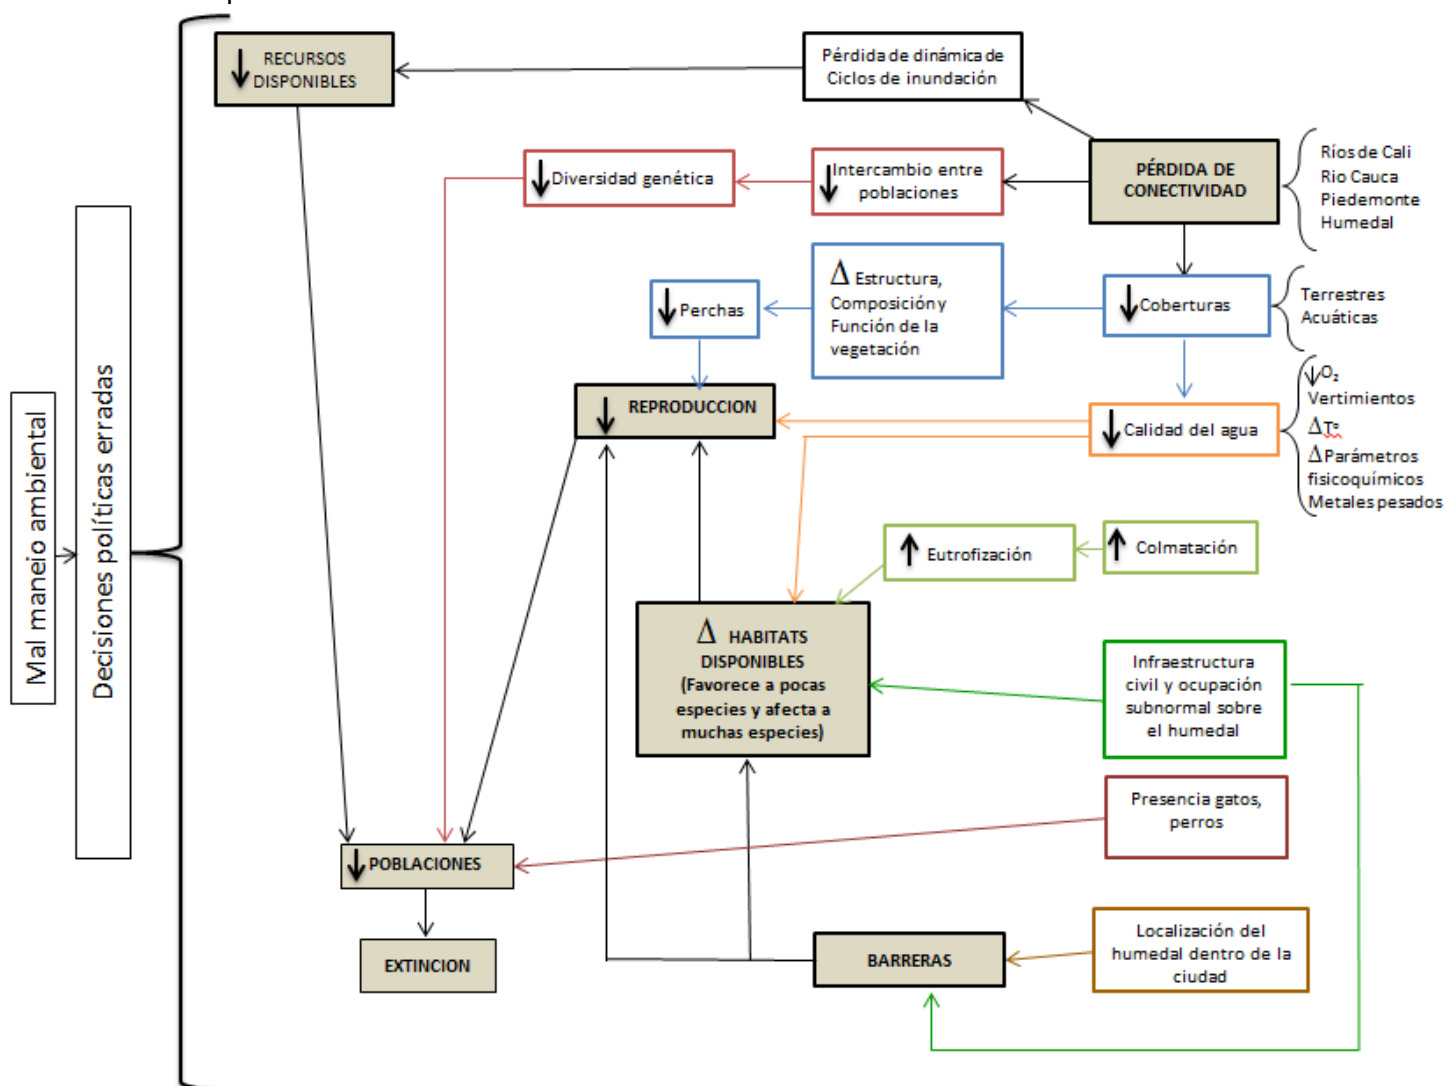 Mal manejo ambiental
Decisiones políticas erradas
RECURSOS
DISPONIBLES
Pérdida de dinámica de
Ciclos de inundación
PÉRDIDA DE
CONECTIVIDAD
Ríos de Cali
Rio Cauca
Piedemonte
Humedal
Intercambio entre
poblaciones
Diversidad genética
Coberturas
Terrestres
Acuáticas
Δ Estructura,
Composición y
Función de la
vegetación
Perchas
REPRODUCCION
Calidad del agua
↓O₂
Vertimientos
ΔTº
Δ Parámetros
fisicoquímicos
Metales pesados
Colmatación
Eutrofización
Δ HABITATS
DISPONIBLES
(Favorece a pocas
especies y afecta a
muchas especies)
Infraestructura
civil y ocupación
subnormal sobre
el humedal
Presencia gatos,
perros
POBLACIONES
EXTINCION
BARRERAS
Localización del
humedal dentro de la
ciudad